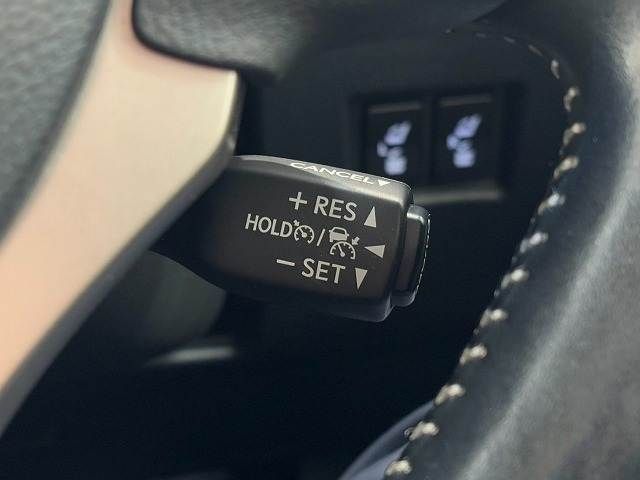 CANCEL▼
+ RES ▲
HOLD / ◀
− SET ▼